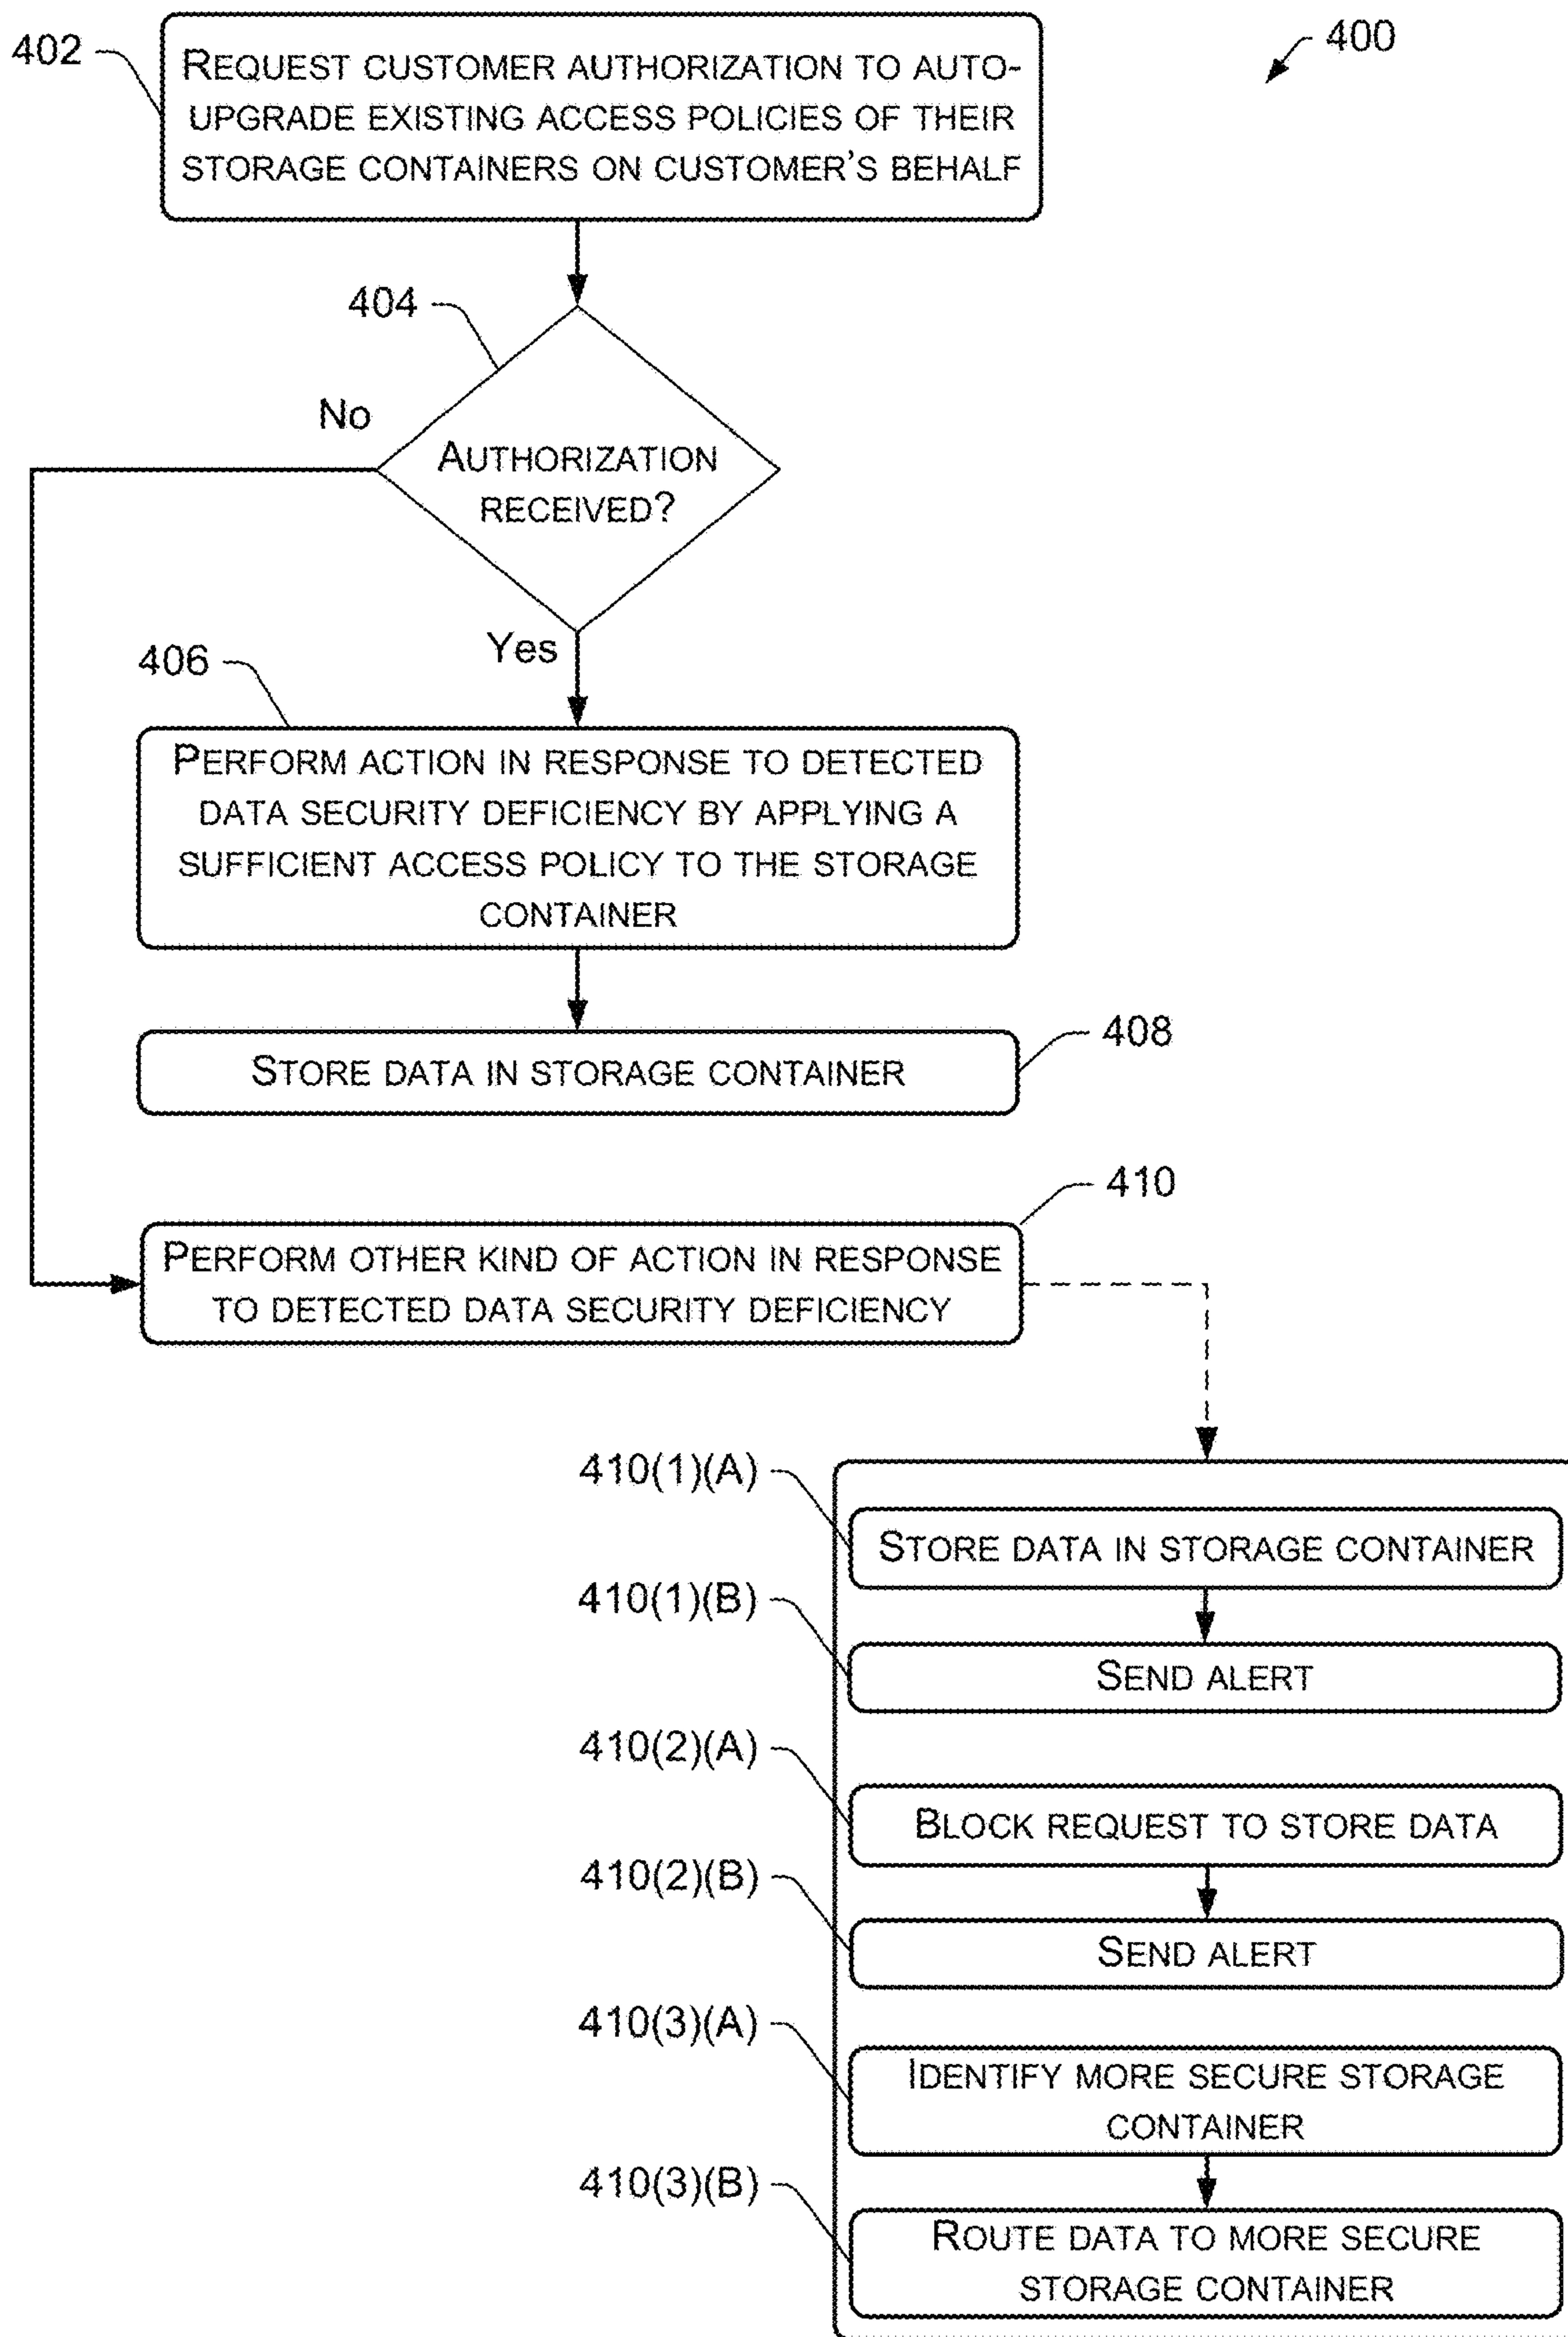 402
400
REQUEST CUSTOMER AUTHORIZATION TO AUTO-
UPGRADE EXISTING ACCESS POLICIES OF THEIR
STORAGE CONTAINERS ON CUSTOMER'S BEHALF
404
No
AUTHORIZATION
RECEIVED?
Yes
406
PERFORM ACTION IN RESPONSE TO DETECTED
DATA SECURITY DEFICIENCY BY APPLYING A
SUFFICIENT ACCESS POLICY TO THE STORAGE
CONTAINER
408
STORE DATA IN STORAGE CONTAINER
410
PERFORM OTHER KIND OF ACTION IN RESPONSE
TO DETECTED DATA SECURITY DEFICIENCY
410(1)(A)
STORE DATA IN STORAGE CONTAINER
410(1)(B)
SEND ALERT
410(2)(A)
BLOCK REQUEST TO STORE DATA
410(2)(B)
SEND ALERT
410(3)(A)
IDENTIFY MORE SECURE STORAGE
CONTAINER
410(3)(B)
ROUTE DATA TO MORE SECURE
STORAGE CONTAINER